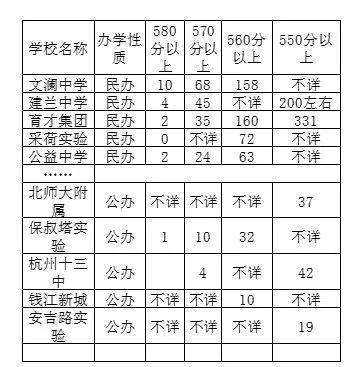 学校名称 办学性质 580分以上 570分以上 560分以上 550分以上
文澜中学 民办 10 68 158 不详
建兰中学 民办 4 45 不详 200左右
育才集团 民办 2 35 160 331
采荷实验 民办 0 不详 72 不详
公益中学 民办 2 24 63 不详
……
北师大附属 公办 不详 不详 不详 37
保叔塔实验 公办 1 10 32 不详
杭州十三中 公办 4 不详 42
钱江新城 公办 不详 不详 10 不详
安吉路实验 公办 不详 不详 不详 19